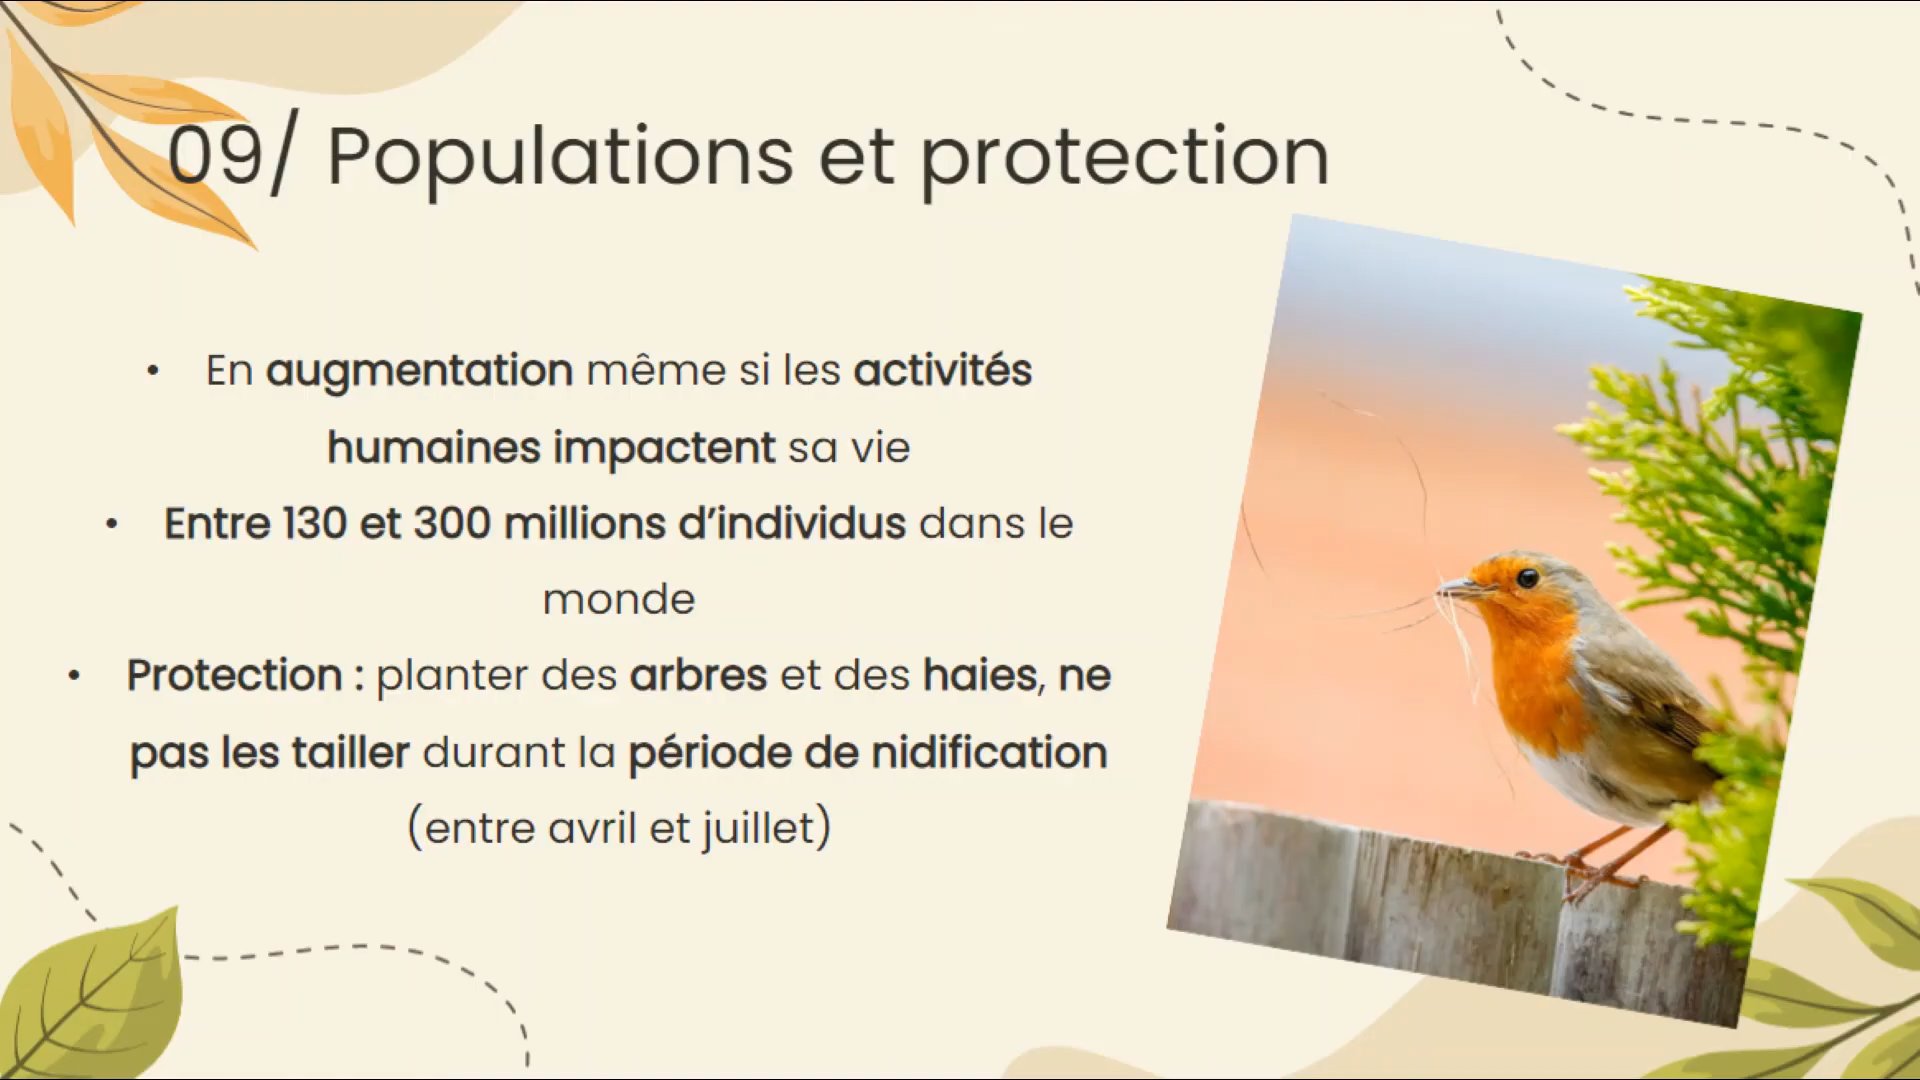 09/ Populations et protection
• En augmentation même si les activités
humaines impactent sa vie
• Entre 130 et 300 millions d’individus dans le
monde
• Protection : planter des arbres et des haies, ne
pas les tailler durant la période de nidification
(entre avril et juillet)